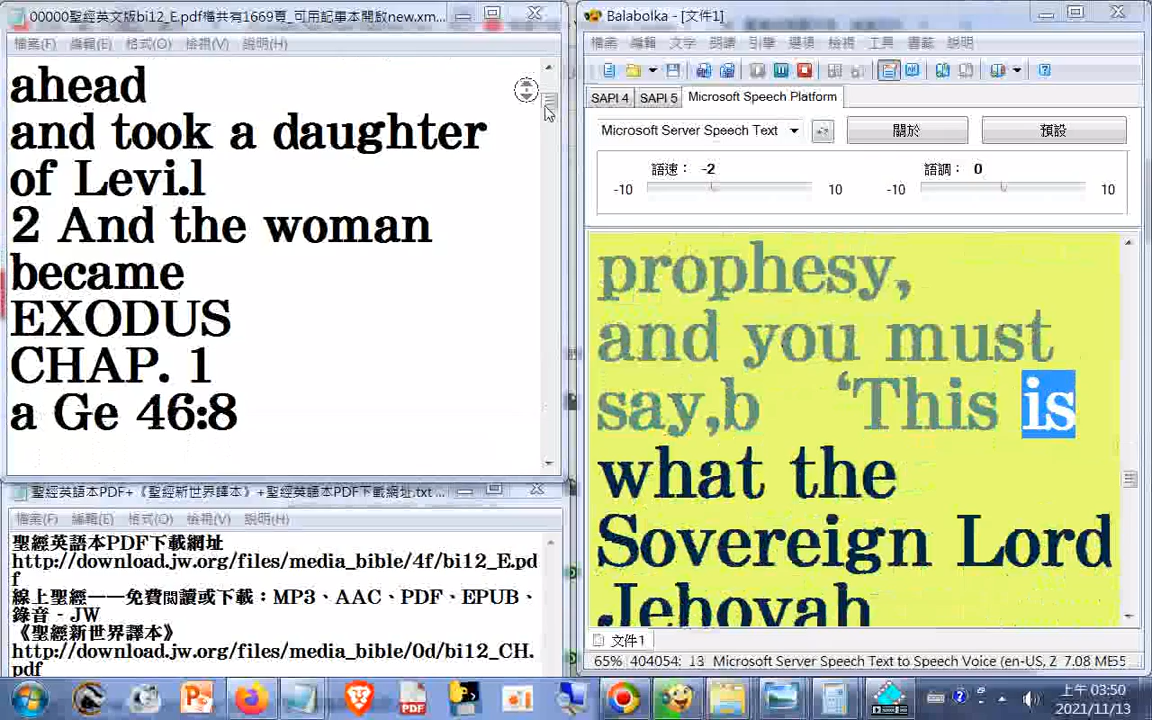 00000聖經英文版bi12_E.pdf檔共有1669頁_可用記事本開啟new.xm...
檔案(F) 編輯(E) 格式(O) 檢視(V) 說明(H)
ahead
and took a daughter
of Levi.l
2 And the woman
became
EXODUS
CHAP. 1
a Ge 46:8
聖經英語本PDF+《聖經新世界譯本》+聖經英語本PDF下載網址.txt ...
檔案(F) 編輯(E) 格式(O) 檢視(V) 說明(H)
聖經英語本PDF下載網址
http://download.jw.org/files/media_bible/4f/bi12_E.pd
f
線上聖經──免費閱讀或下載：MP3、AAC、PDF、EPUB、
錄音 - JW
《聖經新世界譯本》
http://download.jw.org/files/media_bible/0d/bi12_CH.
pdf
Balabolka - [文件1]
檔案 編輯 文字 朗讀 引擎 選項 檢視 工具 書籤 說明
SAPI 4 SAPI 5 Microsoft Speech Platform
Microsoft Server Speech Text 關於 預設
語速： -2 語調： 0
-10 10 -10 10
prophesy,
and you must
say,b ‘This is
what the
Sovereign Lord
Jehovah
文件1
65% 404054: 13 Microsoft Server Speech Text to Speech Voice (en-US, Z 7.08 MB
PDF
上午 03:50
2021/11/13